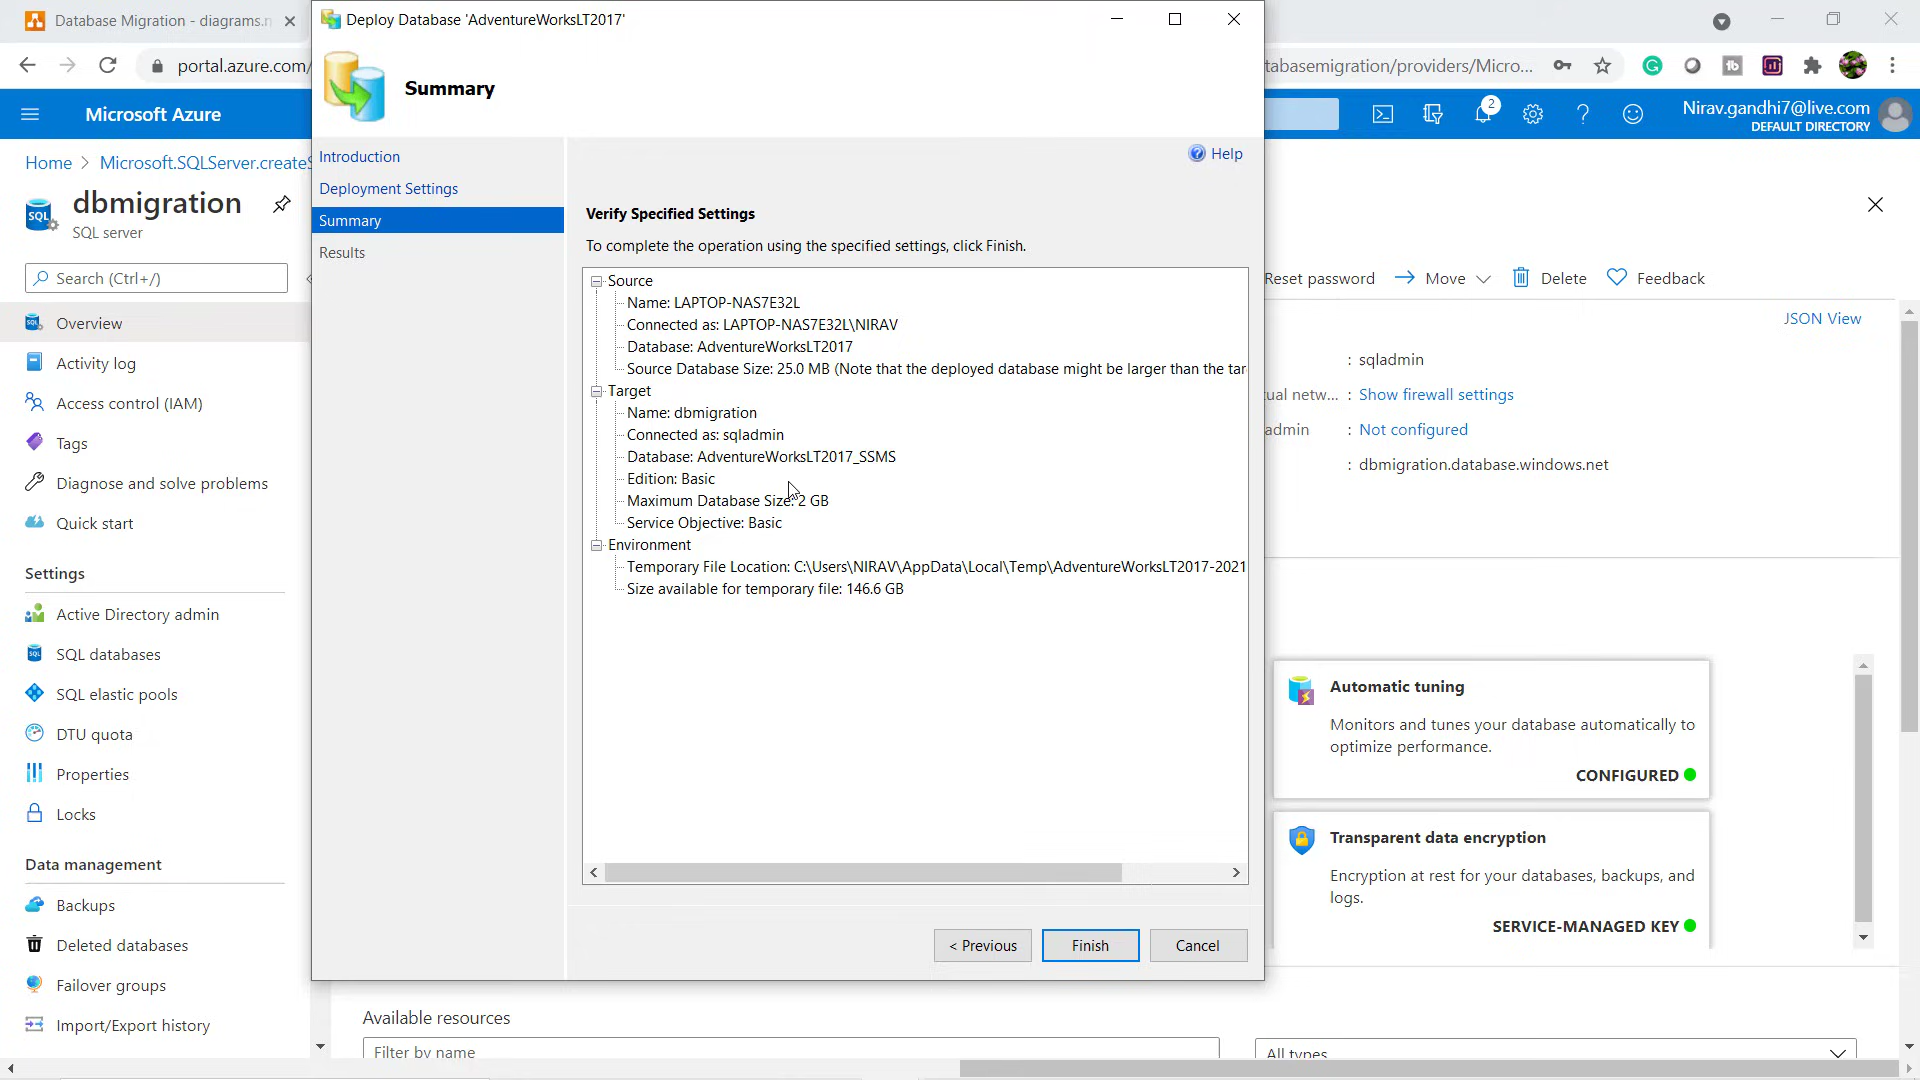 Database Migration - diagrams.n
Deploy Database 'AdventureWorksLT2017'
portal.azure.com/
tabasemigration/providers/Micro...
Summary
Microsoft Azure
2
Nirav.gandhi7@live.com
DEFAULT DIRECTORY
Home > Microsoft.SQLServer.createS
dbmigration
SQL server
Search (Ctrl+/)
Overview
Activity log
Access control (IAM)
Tags
Diagnose and solve problems
Quick start
Settings
Active Directory admin
SQL databases
SQL elastic pools
DTU quota
Properties
Locks
Data management
Backups
Deleted databases
Failover groups
Import/Export history
Introduction
Deployment Settings
Summary
Results
Help
Verify Specified Settings
To complete the operation using the specified settings, click Finish.
Source
Name: LAPTOP-NAS7E32L
Connected as: LAPTOP-NAS7E32L\NIRAV
Database: AdventureWorksLT2017
Source Database Size: 25.0 MB (Note that the deployed database might be larger than the tar
Target
Name: dbmigration
Connected as: sqladmin
Database: AdventureWorksLT2017_SSMS
Edition: Basic
Maximum Database Size: 2 GB
Service Objective: Basic
Environment
Temporary File Location: C:\Users\NIRAV\AppData\Local\Temp\AdventureWorksLT2017-2021
Size available for temporary file: 146.6 GB
< Previous
Finish
Cancel
Reset password
Move
Delete
Feedback
JSON View
: sqladmin
ual netw... : Show firewall settings
admin : Not configured
: dbmigration.database.windows.net
Automatic tuning
Monitors and tunes your database automatically to
optimize performance.
CONFIGURED
Transparent data encryption
Encryption at rest for your databases, backups, and
logs.
SERVICE-MANAGED KEY
Available resources
Filter by name
All types